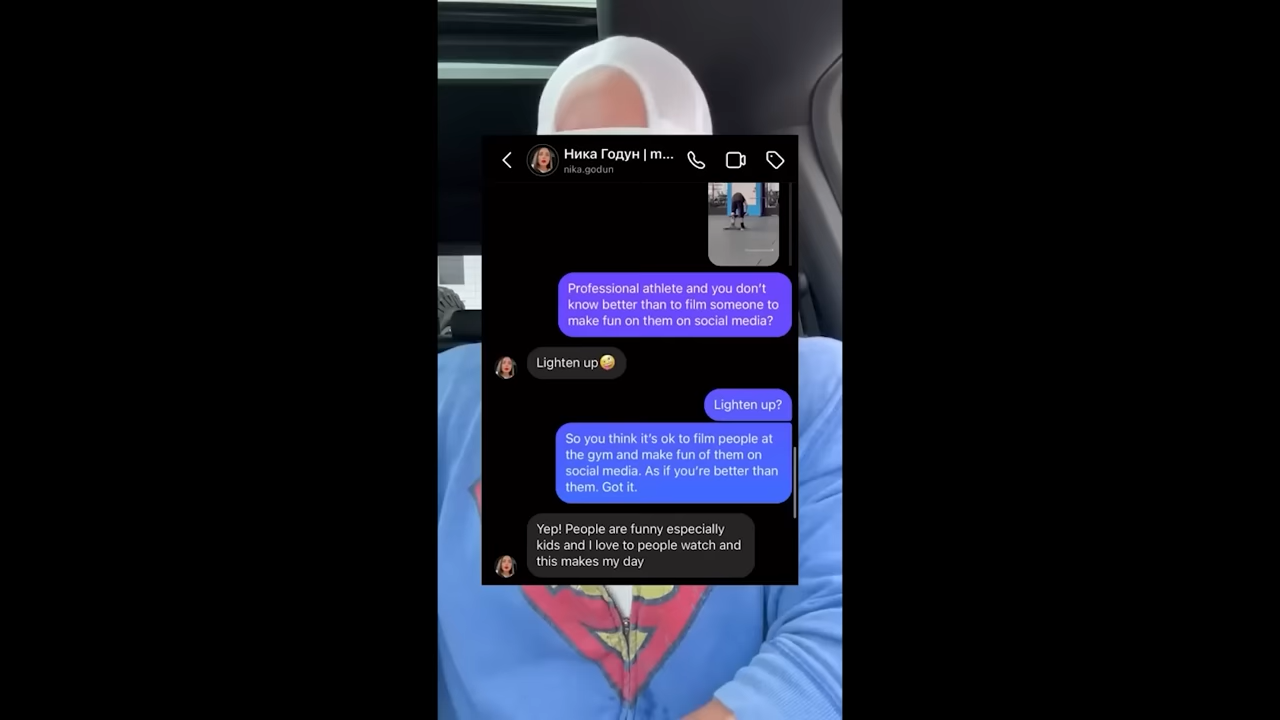 Ника Годун | m...
nika.godun
Professional athlete and you don’t
know better than to film someone to
make fun on them on social media?
Lighten up🤪
Lighten up?
So you think it’s ok to film people at
the gym and make fun of them on
social media. As if you’re better than
them. Got it.
Yep! People are funny especially
kids and I love to people watch and
this makes my day